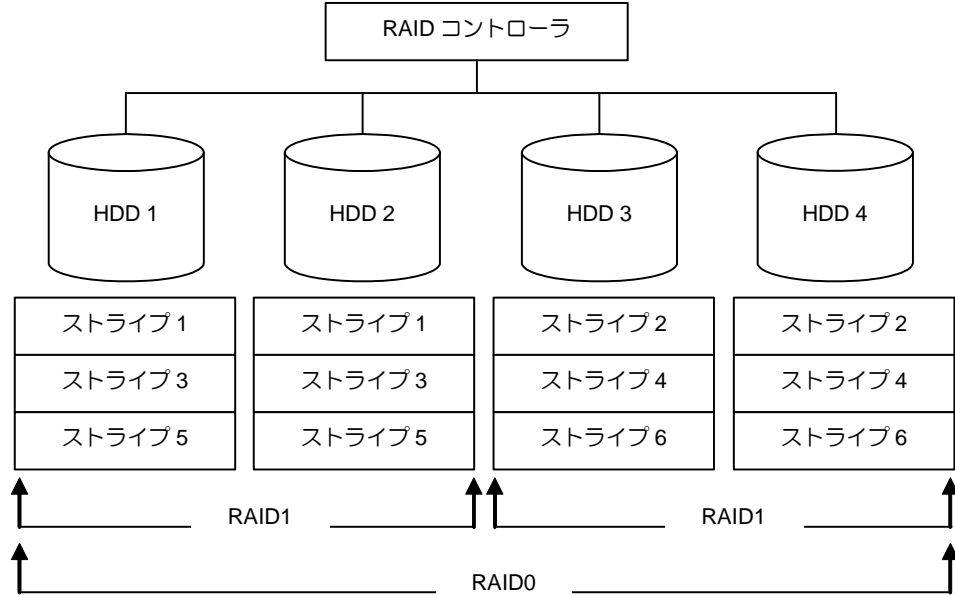 RAID コントローラ
HDD 1
HDD 2
HDD 3
HDD 4
ストライプ 1
ストライプ 1
ストライプ 2
ストライプ 2
ストライプ 3
ストライプ 3
ストライプ 4
ストライプ 4
ストライプ 5
ストライプ 5
ストライプ 6
ストライプ 6
RAID1
RAID1
RAID0